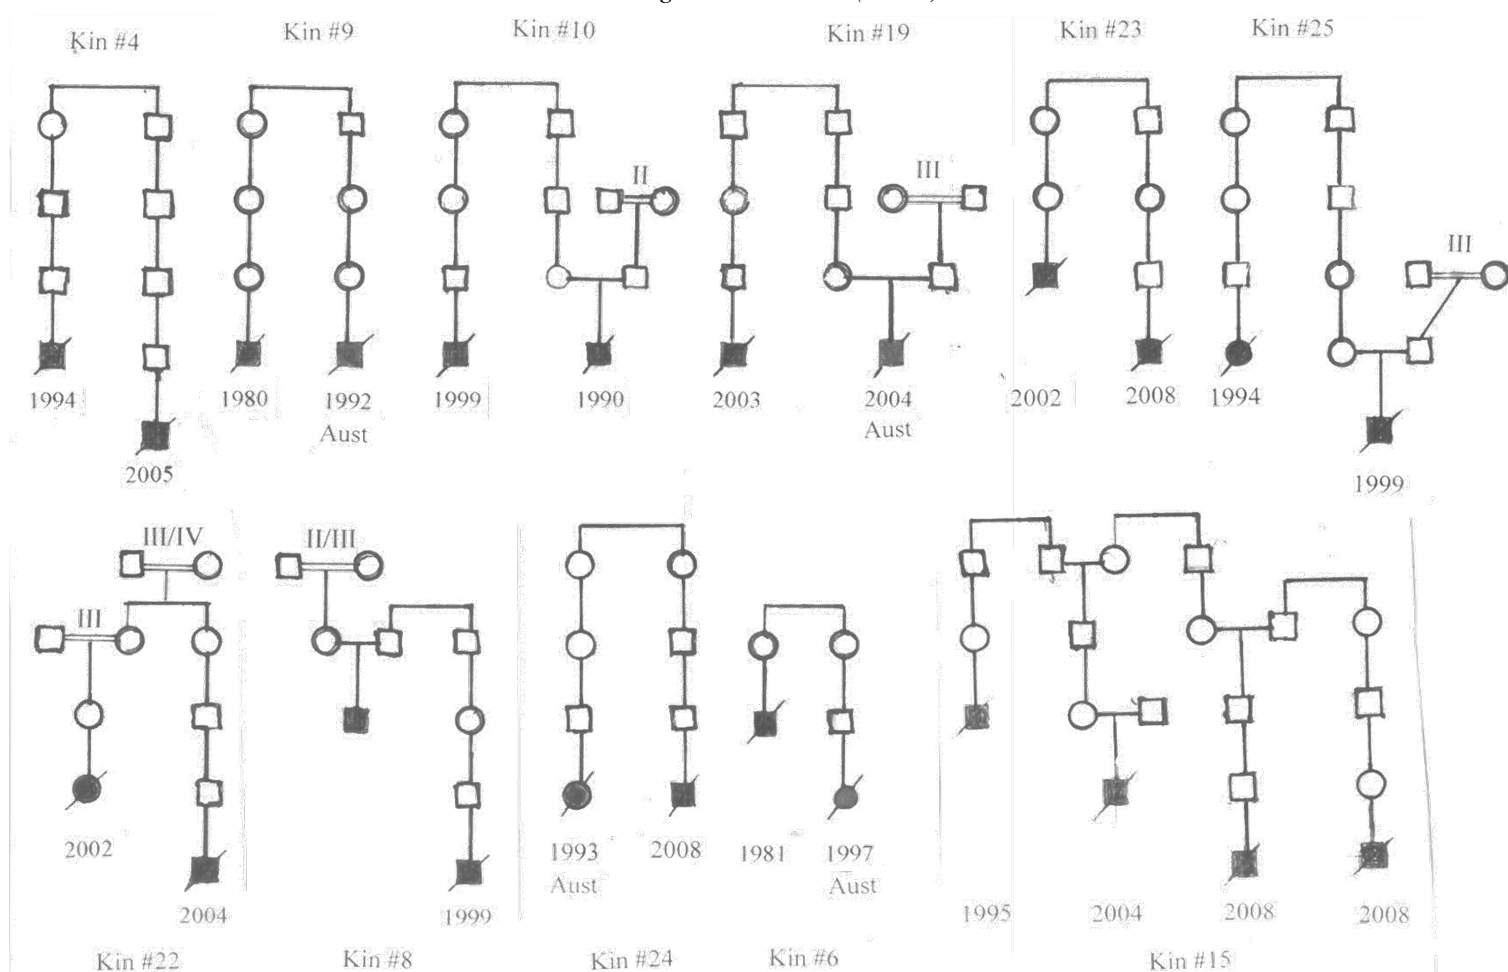 Kin #4 Kin #9 Kin #10 Kin #19 Kin #23 Kin #25
II III
III
1994 1980 1992 1999 1990 2003 2004 2002 2008 1994
Aust Aust
2005 1999
III/IV II/III
III
2002 1993 2008 1981 1997
Aust Aust
2004 1999 1995 2004 2008 2008
Kin #22 Kin #8 Kin #24 Kin #6 Kin #15